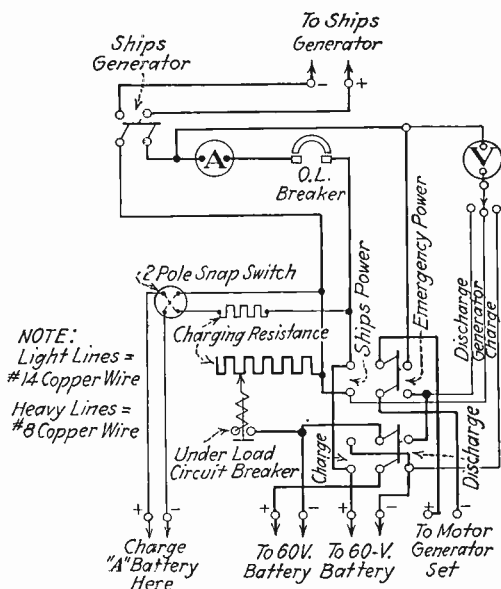 To Ships
Generator
Ships
Generator
- +
A
O.L.
Breaker
V
2 Pole Snap Switch
Charging Resistance
Ships Power
Emergency Power
Discharge
Generator
Charge
NOTE:
Light Lines =
#14 Copper Wire
Heavy Lines =
#8 Copper Wire
Under Load
Circuit Breaker
Charge
Discharge
+ - + - + - + -
Charge
"A" Battery
Here
To 60V.
Battery
To 60-V.
Battery
To Motor
Generator
Set